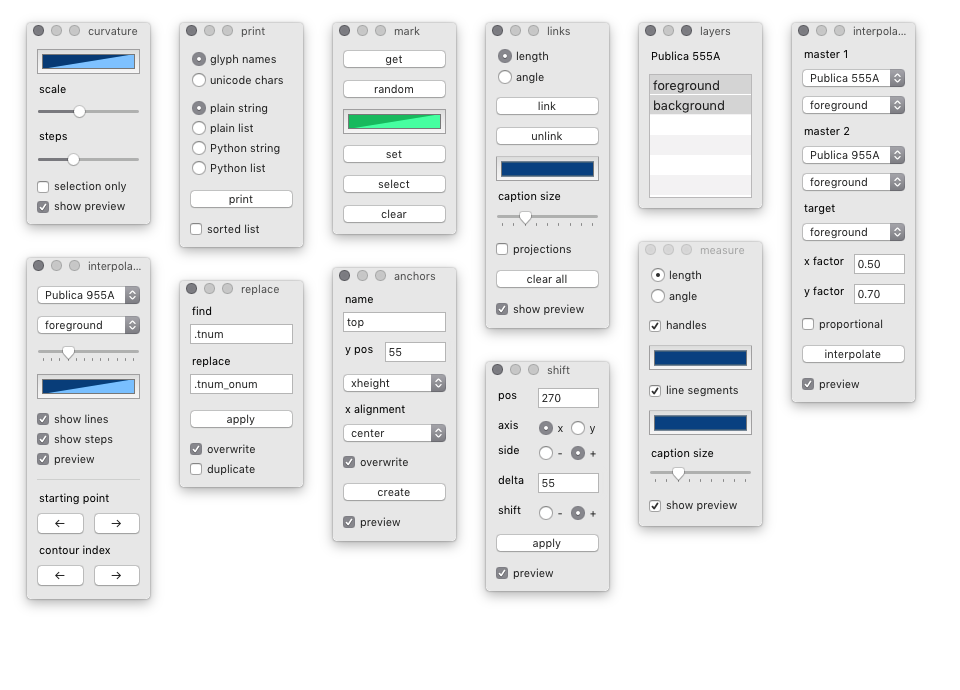 curvature
scale
steps
selection only
show preview
print
glyph names
unicode chars
plain string
plain list
Python string
Python list
print
sorted list
mark
get
random
set
select
clear
links
length
angle
link
unlink
caption size
projections
clear all
show preview
layers
Publica 555A
foreground
background
interpola...
master 1
Publica 555A
foreground
master 2
Publica 955A
foreground
target
foreground
x factor 0.50
y factor 0.70
proportional
interpolate
preview
interpola...
Publica 955A
foreground
show lines
show steps
preview
starting point
← →
contour index
← →
replace
find
.tnum
replace
.tnum_onum
apply
overwrite
duplicate
anchors
name
top
y pos 55
xheight
x alignment
center
overwrite
create
preview
shift
pos 270
axis x y
side - +
delta 55
shift - +
apply
preview
measure
length
angle
handles
line segments
caption size
show preview